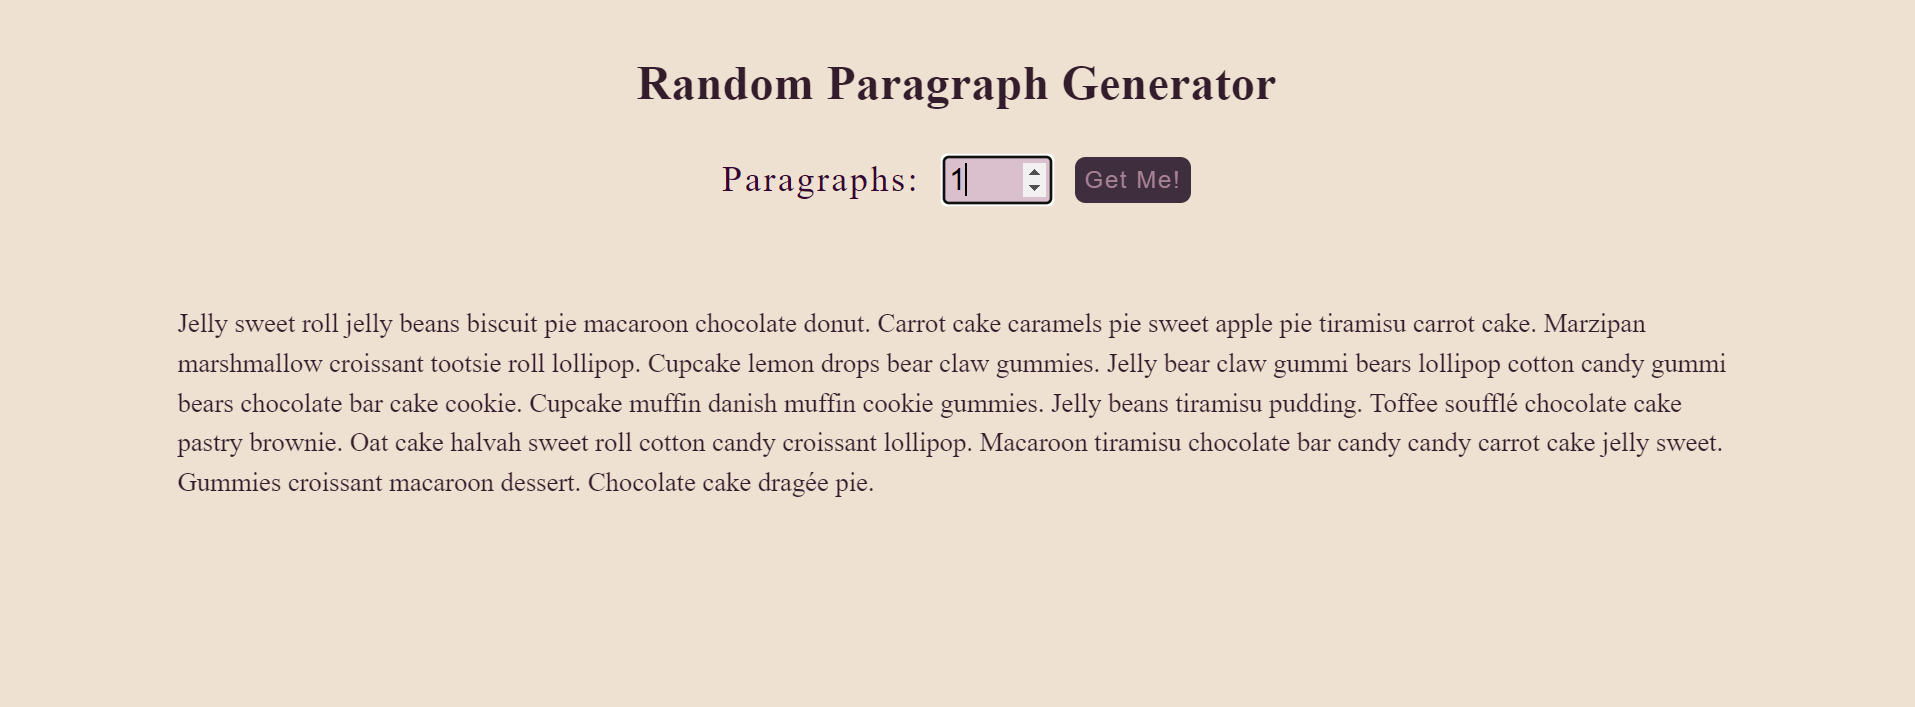 Random Paragraph Generator
Paragraphs: 1 Get Me!
Jelly sweet roll jelly beans biscuit pie macaroon chocolate donut. Carrot cake caramels pie sweet apple pie tiramisu carrot cake. Marzipan
marshmallow croissant tootsie roll lollipop. Cupcake lemon drops bear claw gummies. Jelly bear claw gummi bears lollipop cotton candy gummi
bears chocolate bar cake cookie. Cupcake muffin danish muffin cookie gummies. Jelly beans tiramisu pudding. Toffee soufflé chocolate cake
pastry brownie. Oat cake halvah sweet roll cotton candy croissant lollipop. Macaroon tiramisu chocolate bar candy candy carrot cake jelly sweet.
Gummies croissant macaroon dessert. Chocolate cake dragée pie.